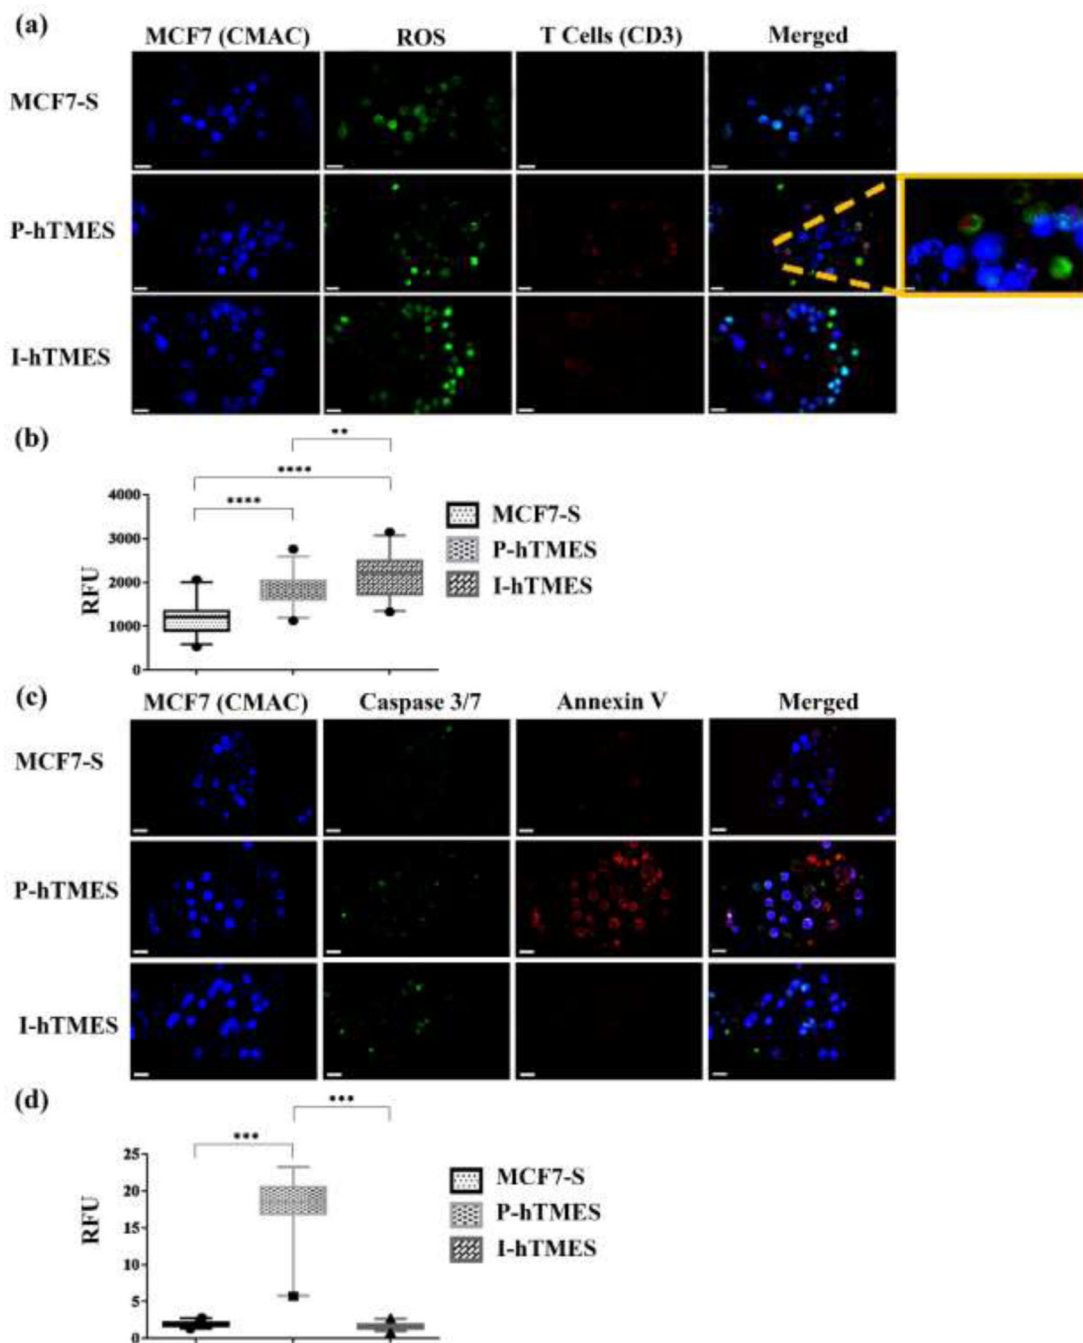 (a)
MCF7 (CMAC) ROS T Cells (CD3) Merged
MCF7-S
P-hTMES
I-hTMES
(b)
**
****
****
4000
3000
2000
1000
0
RFU
MCF7-S
P-hTMES
I-hTMES
(c)
MCF7 (CMAC) Caspase 3/7 Annexin V Merged
MCF7-S
P-hTMES
I-hTMES
(d)
***
***
25
20
15
10
5
0
RFU
MCF7-S
P-hTMES
I-hTMES